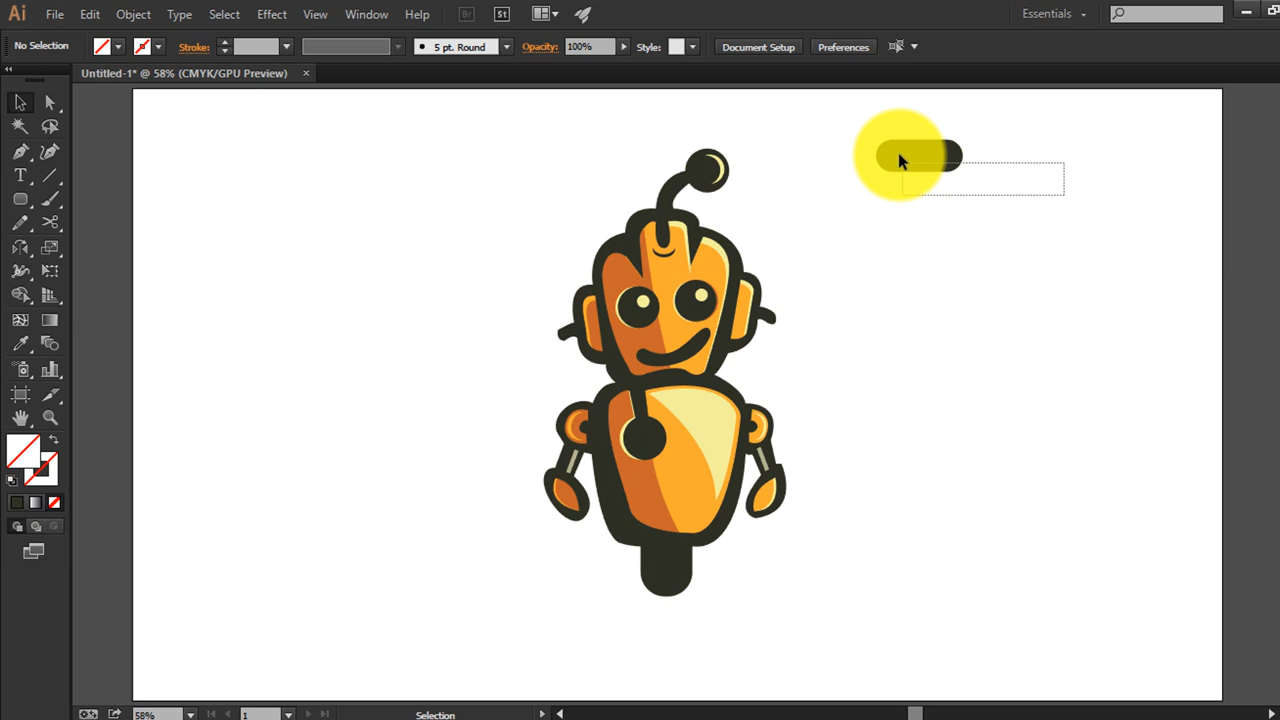 Ai File Edit Object Type Select Effect View Window Help Br St Essentials
No Selection Stroke: 5 pt. Round Opacity: 100% Style: Document Setup Preferences
Untitled-1* @ 58% (CMYK/GPU Preview) ×
T
58% 1 Selection